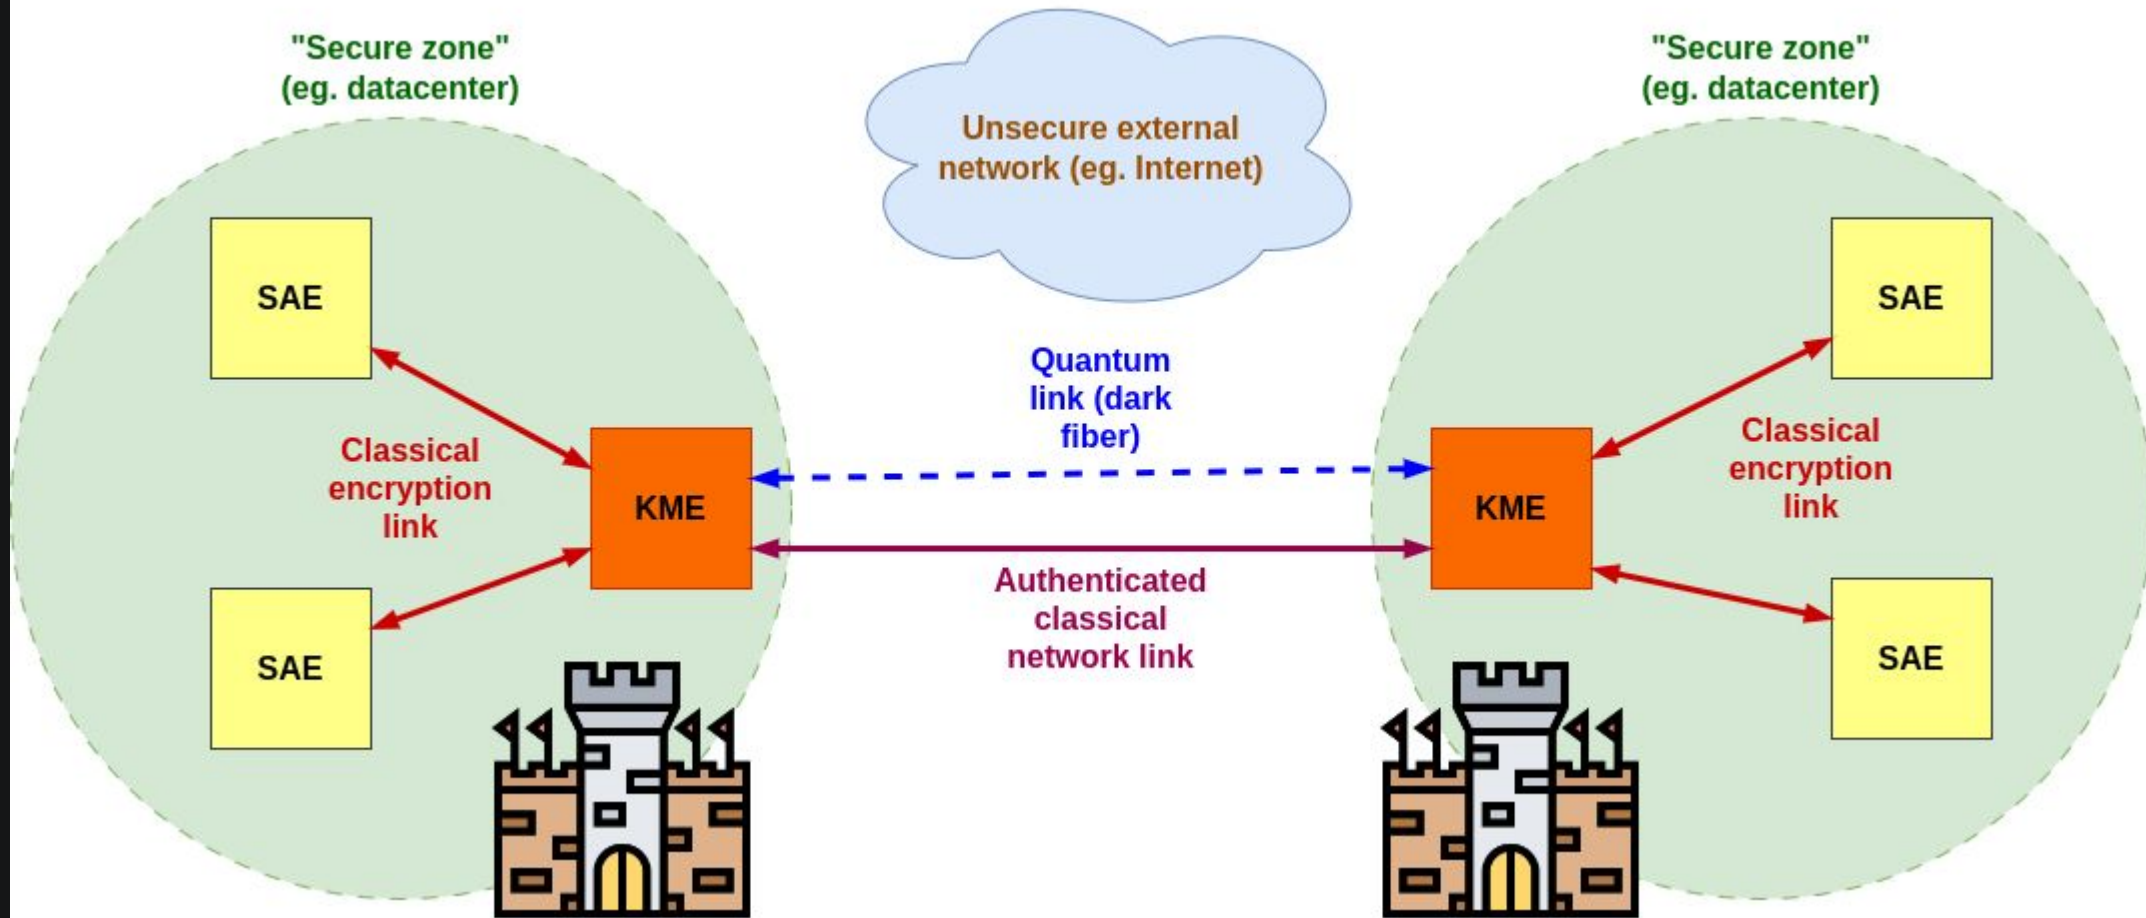 "Secure zone"
(eg. datacenter)
Unsecure external
network (eg. Internet)
"Secure zone"
(eg. datacenter)
SAE
SAE
Quantum
link (dark
fiber)
Classical
encryption
link
KME
KME
Classical
encryption
link
Authenticated
classical
network link
SAE
SAE